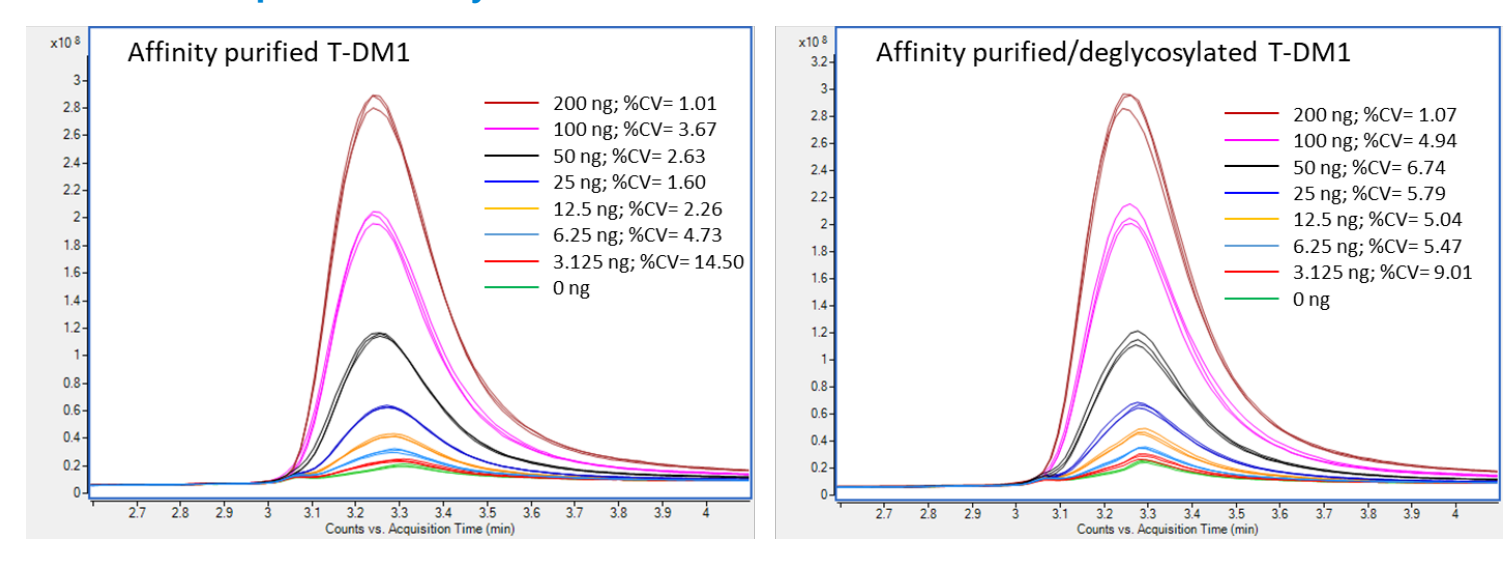 x10 8
Affinity purified T-DM1
3
2.8
2.6
2.4
2.2
2
1.8
1.6
1.4
1.2
1
0.8
0.6
0.4
0.2
0
200 ng; %CV= 1.01
100 ng; %CV= 3.67
50 ng; %CV= 2.63
25 ng; %CV= 1.60
12.5 ng; %CV= 2.26
6.25 ng; %CV= 4.73
3.125 ng; %CV= 14.50
0 ng
2.7 2.8 2.9 3 3.1 3.2 3.3 3.4 3.5 3.6 3.7 3.8 3.9 4
Counts vs. Acquisition Time (min)
x10 8
Affinity purified/deglycosylated T-DM1
3.2
3
2.8
2.6
2.4
2.2
2
1.8
1.6
1.4
1.2
1
0.8
0.6
0.4
0.2
0
200 ng; %CV= 1.07
100 ng; %CV= 4.94
50 ng; %CV= 6.74
25 ng; %CV= 5.79
12.5 ng; %CV= 5.04
6.25 ng; %CV= 5.47
3.125 ng; %CV= 9.01
0 ng
2.7 2.8 2.9 3 3.1 3.2 3.3 3.4 3.5 3.6 3.7 3.8 3.9 4
Counts vs. Acquisition Time (min)